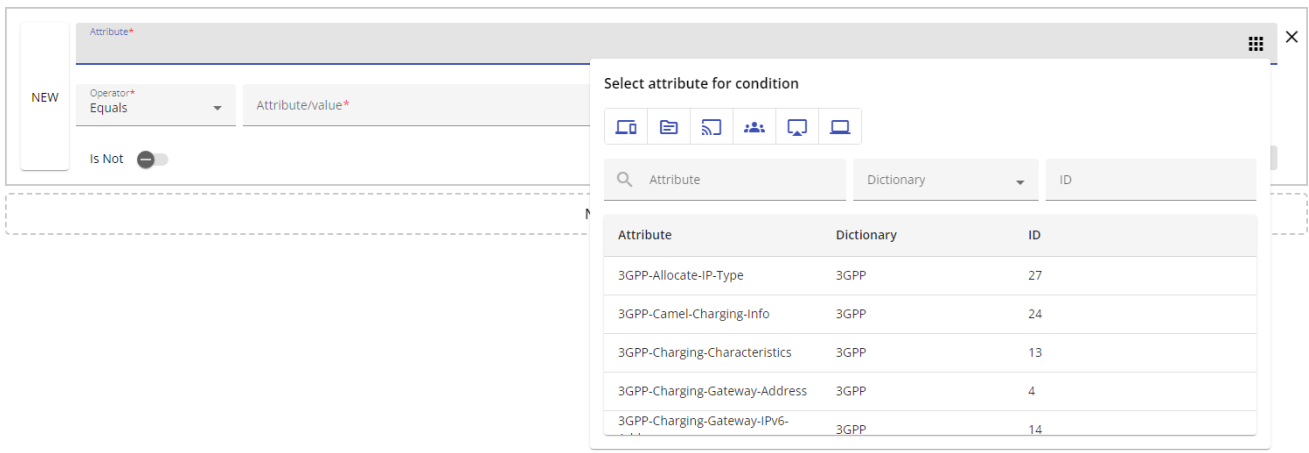 Attribute*
NEW
Operator*
Equals
Attribute/value*
Is Not
N
Select attribute for condition
Attribute
Dictionary
ID
Attribute Dictionary ID
3GPP-Allocate-IP-Type 3GPP 27
3GPP-Camel-Charging-Info 3GPP 24
3GPP-Charging-Characteristics 3GPP 13
3GPP-Charging-Gateway-Address 3GPP 4
3GPP-Charging-Gateway-IPv6-
3GPP 14